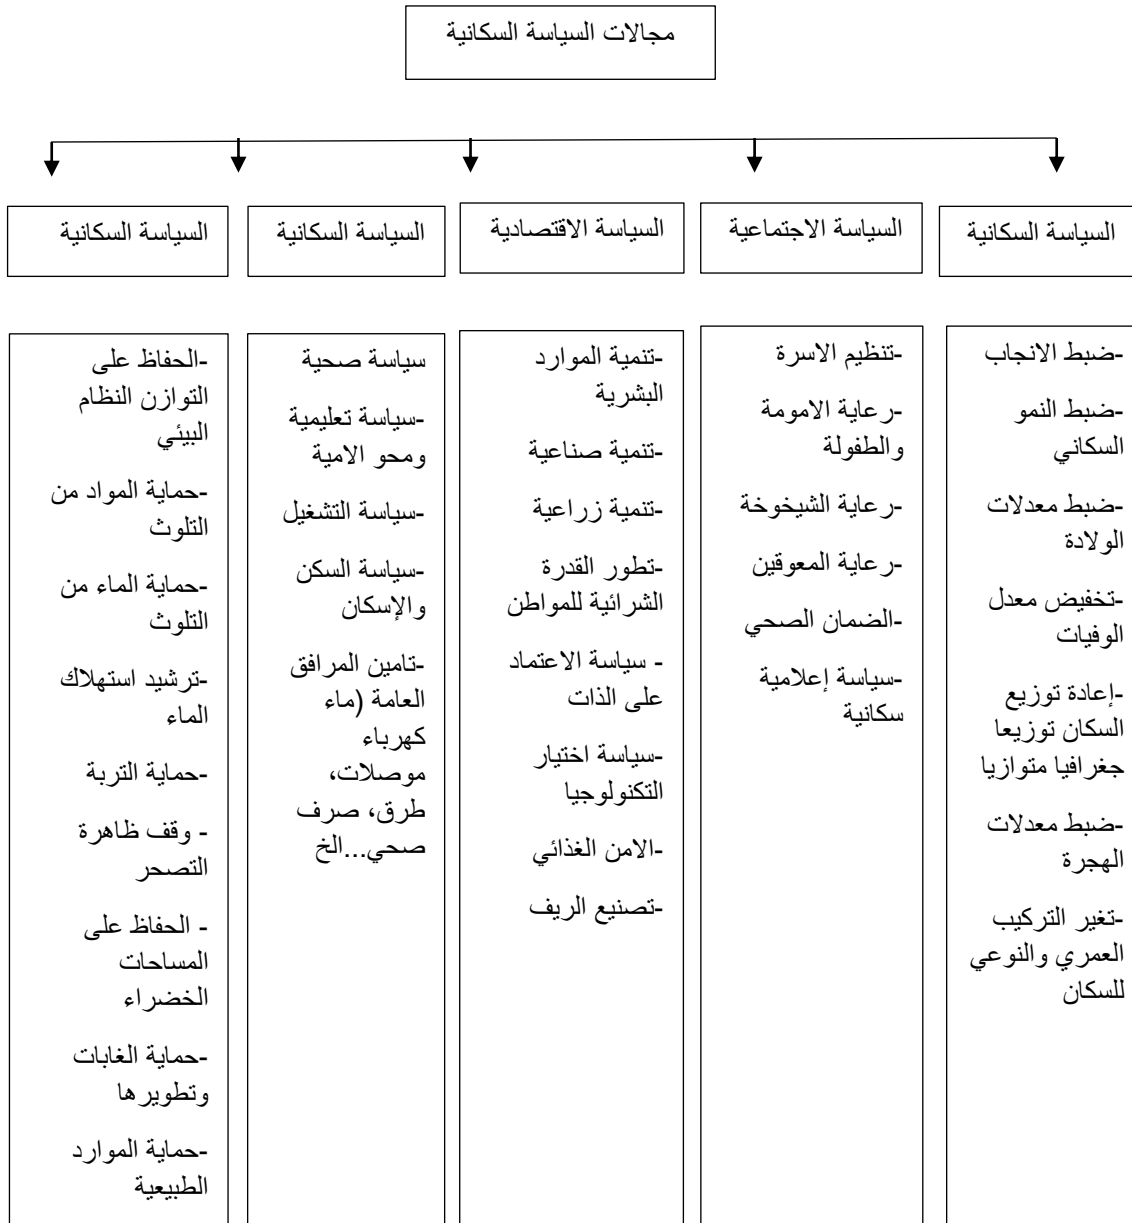 مجالات السياسة السكانية
السياسة السكانية
السياسة الاجتماعية
السياسة الاقتصادية
السياسة السكانية
السياسة السكانية
-ضبط الانجاب
-ضبط النمو
السكاني
-ضبط معدلات
الولادة
-تخفيض معدل
الوفيات
-إعادة توزيع
السكان توزيعا
جغرافيا متوازيا
-ضبط معدلات
الهجرة
-تغير التركيب
العمري والنوعي
للسكان
-تنظيم الاسرة
-رعاية الامومة
والطفولة
-رعاية الشيخوخة
-رعاية المعوقين
-الضمان الصحي
-سياسة إعلامية
سكانية
-تنمية الموارد
البشرية
-تنمية صناعية
-تنمية زراعية
-تطور القدرة
الشرائية للمواطن
- سياسة الاعتماد
على الذات
-سياسة اختيار
التكنولوجيا
-الامن الغذائي
-تصنيع الريف
سياسة صحية
-سياسة تعليمية
ومحو الامية
-سياسة التشغيل
-سياسة السكن
والإسكان
-تامين المرافق
العامة (ماء
كهرباء
موصلات،
طرق، صرف
صحي...الخ
-الحفاظ على
التوازن النظام
البيئي
-حماية المواد من
التلوث
-حماية الماء من
التلوث
-ترشيد استهلاك
الماء
-حماية التربة
- وقف ظاهرة
التصحر
- الحفاظ على
المساحات
الخضراء
-حماية الغابات
وتطويرها
-حماية الموارد
الطبيعية